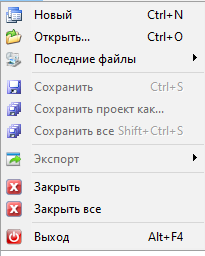 Новый Ctrl+N
Открыть... Ctrl+O
Последние файлы
Сохранить Ctrl+S
Сохранить проект как...
Сохранить все Shift+Ctrl+S
Экспорт
Закрыть
Закрыть все
Выход Alt+F4